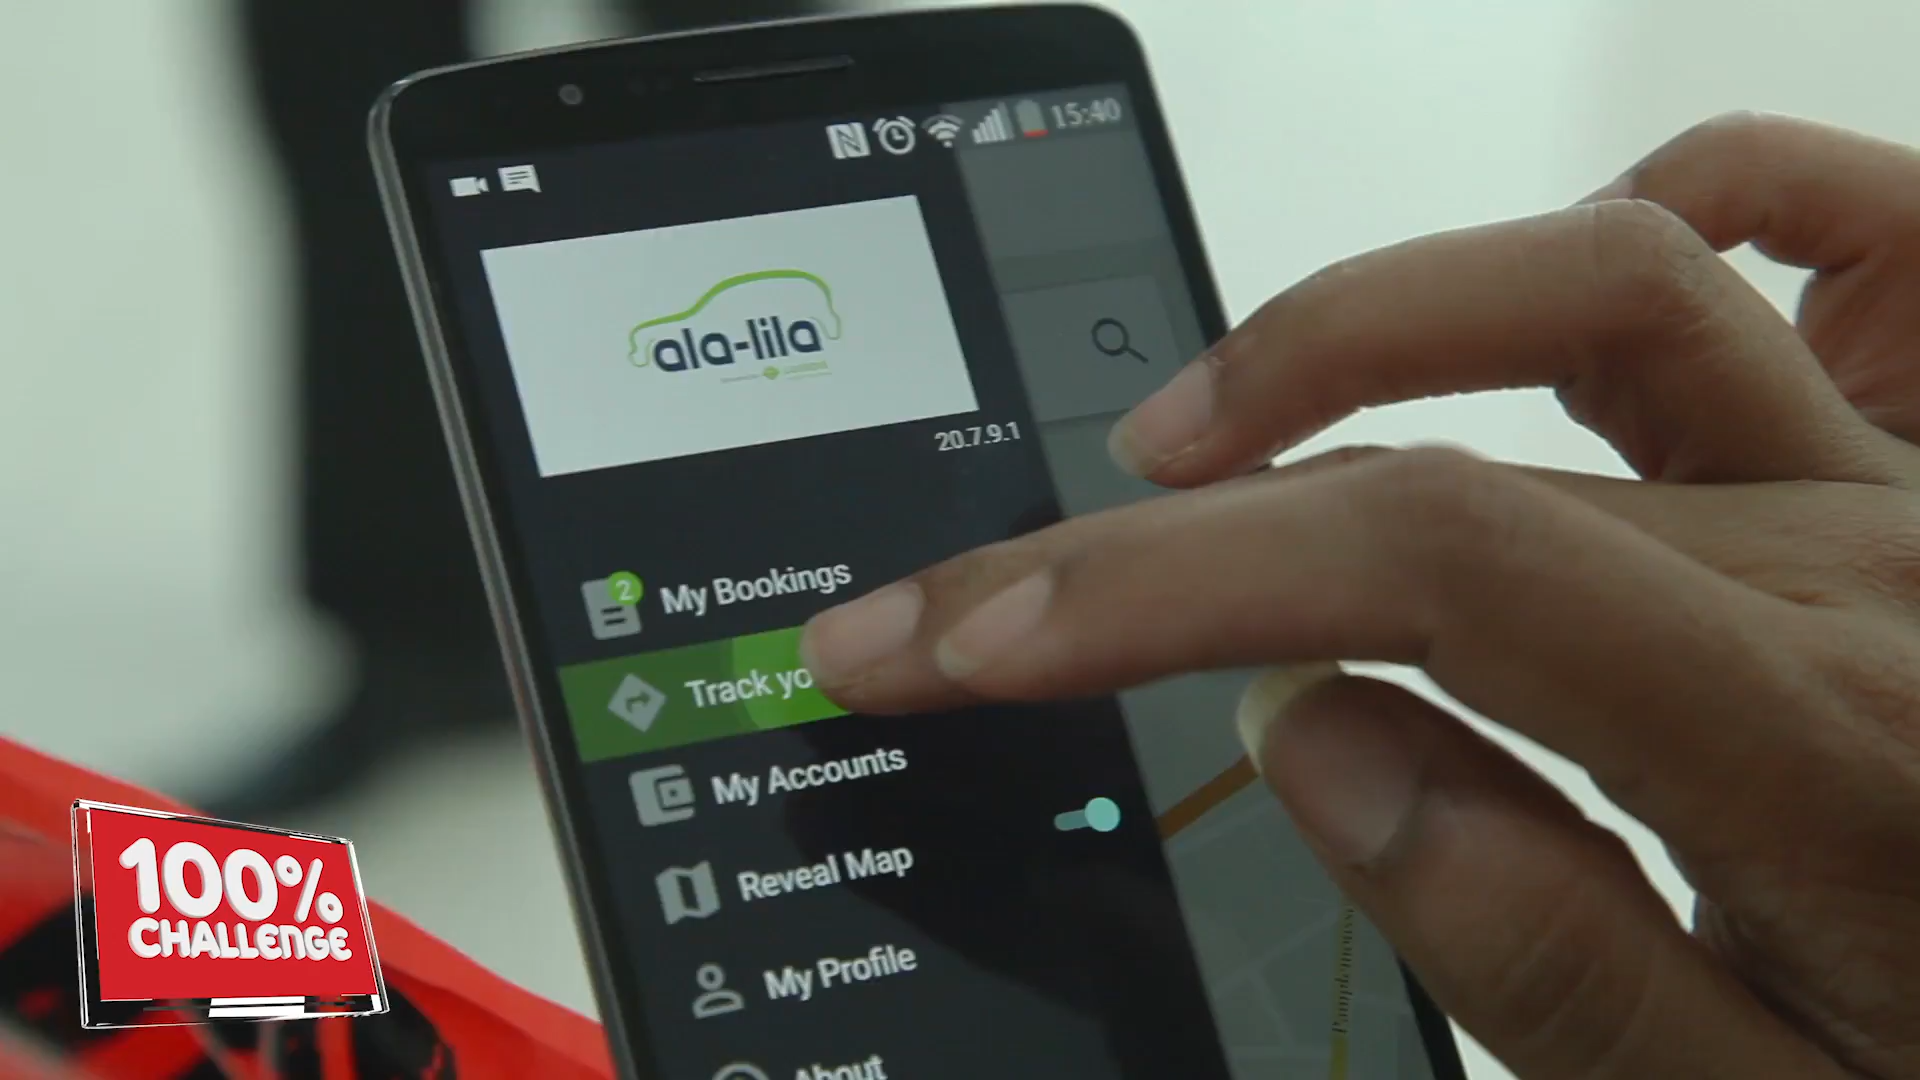 15:40
ala-lila
20.7.9.1
2
My Bookings
Track yo
My Accounts
Reveal Map
My Profile
About
Pamplemousse
100%
CHALLENGE